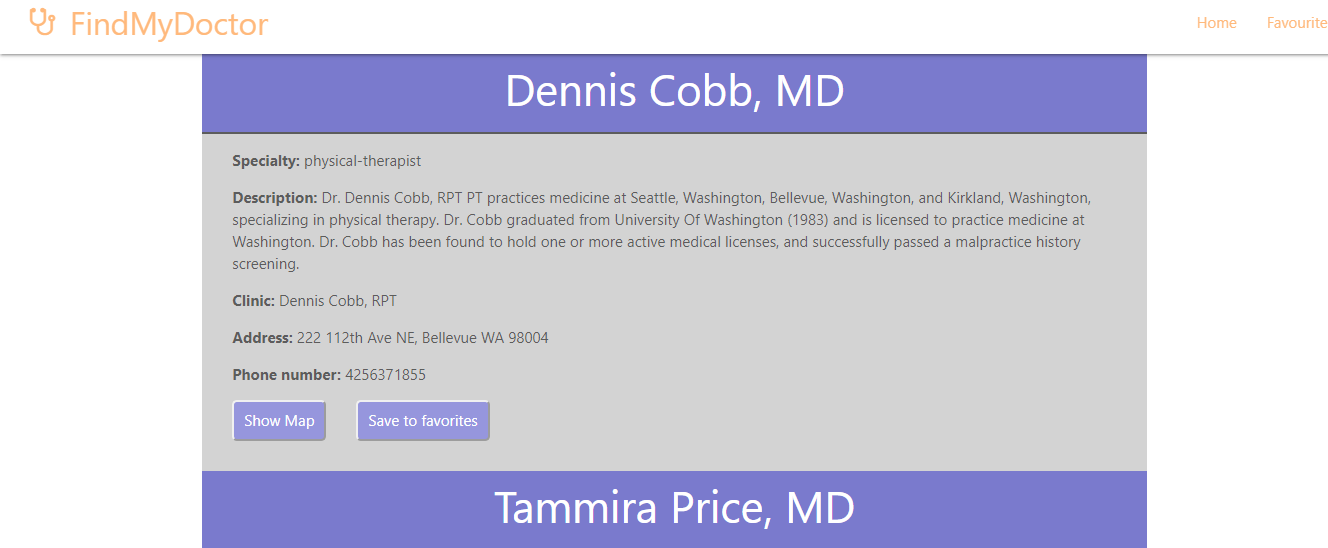 FindMyDoctor
Home Favourite
Dennis Cobb, MD
Specialty: physical-therapist
Description: Dr. Dennis Cobb, RPT PT practices medicine at Seattle, Washington, Bellevue, Washington, and Kirkland, Washington,
specializing in physical therapy. Dr. Cobb graduated from University Of Washington (1983) and is licensed to practice medicine at
Washington. Dr. Cobb has been found to hold one or more active medical licenses, and successfully passed a malpractice history
screening.
Clinic: Dennis Cobb, RPT
Address: 222 112th Ave NE, Bellevue WA 98004
Phone number: 4256371855
Show Map Save to favorites
Tammira Price, MD